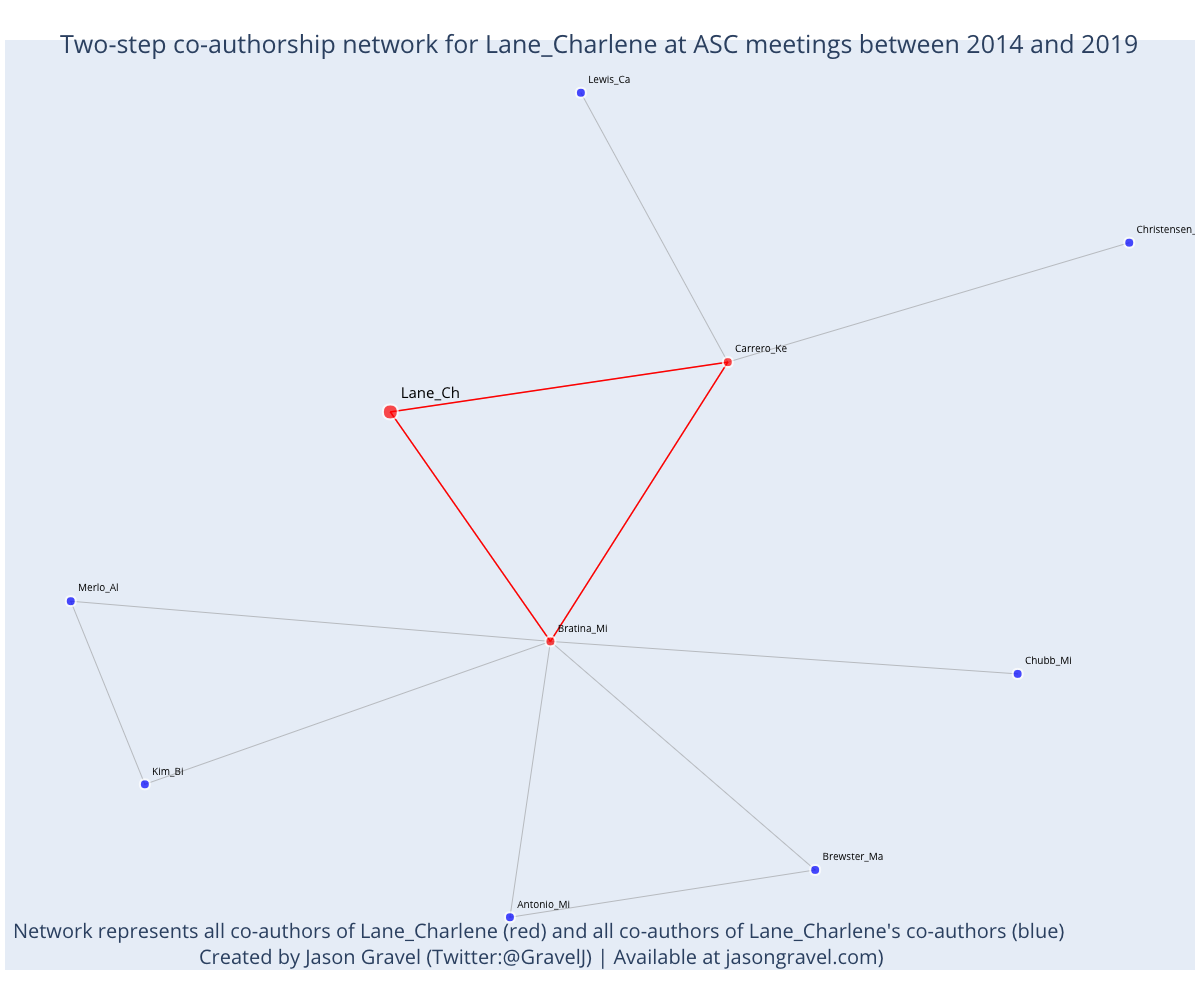 Two-step co-authorship network for Lane_Charlene at ASC meetings between 2014 and 2019
Lewis_Ca
Christensen_
Carrero_Ke
Lane_Ch
Merlo_Al
Bratina_Mi
Chubb_Mi
Kim_Bi
Brewster_Ma
Antonio_Mi
Network represents all co-authors of Lane_Charlene (red) and all co-authors of Lane_Charlene's co-authors (blue)
Created by Jason Gravel (Twitter:@GravelJ) | Available at jasongravel.com)